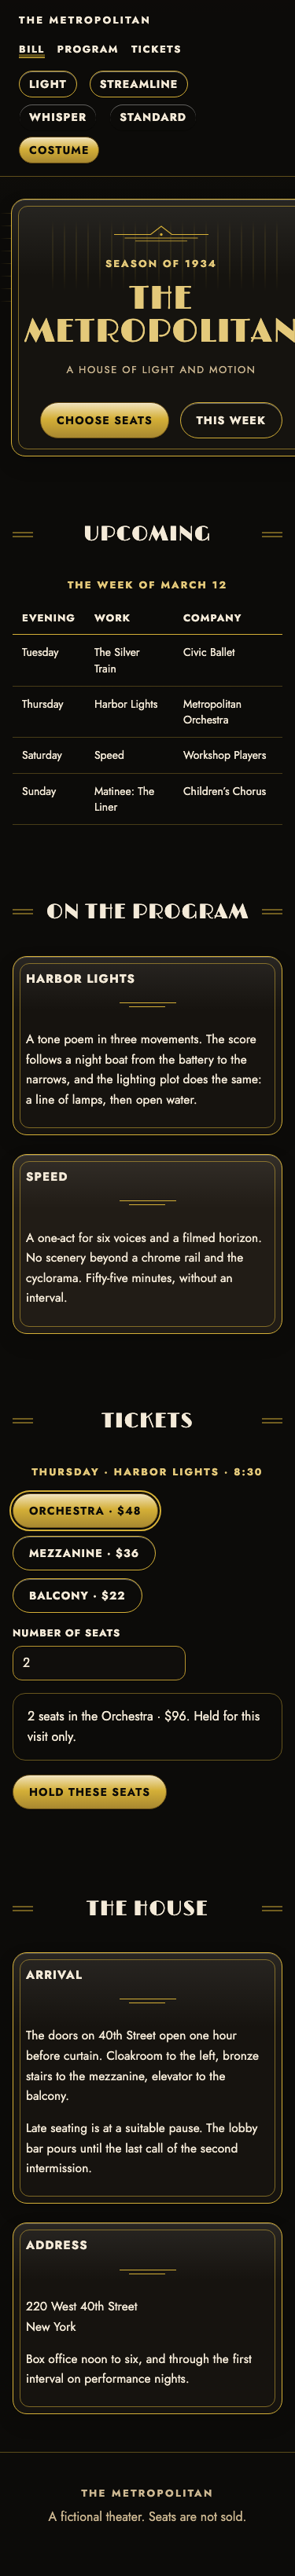 THE METROPOLITAN
BILL PROGRAM TICKETS
LIGHT STREAMLINE
WHISPER STANDARD
COSTUME
SEASON OF 1934
THE
METROPOLITAN
A HOUSE OF LIGHT AND MOTION
CHOOSE SEATS THIS WEEK
UPCOMING
THE WEEK OF MARCH 12
EVENING WORK COMPANY
Tuesday The Silver Civic Ballet
Train
Thursday Harbor Lights Metropolitan
Orchestra
Saturday Speed Workshop Players
Sunday Matinee: The Children's Chorus
Liner
ON THE PROGRAM
HARBOR LIGHTS
A tone poem in three movements. The score
follows a night boat from the battery to the
narrows, and the lighting plot does the same:
a line of lamps, then open water.
SPEED
A one-act for six voices and a filmed horizon.
No scenery beyond a chrome rail and the
cyclorama. Fifty-five minutes, without an
interval.
TICKETS
THURSDAY · HARBOR LIGHTS · 8:30
ORCHESTRA · $48
MEZZANINE · $36
BALCONY · $22
NUMBER OF SEATS
2
2 seats in the Orchestra · $96. Held for this
visit only.
HOLD THESE SEATS
THE HOUSE
ARRIVAL
The doors on 40th Street open one hour
before curtain. Cloakroom to the left, bronze
stairs to the mezzanine, elevator to the
balcony.
Late seating is at a suitable pause. The lobby
bar pours until the last call of the second
intermission.
ADDRESS
220 West 40th Street
New York
Box office noon to six, and through the first
interval on performance nights.
THE METROPOLITAN
A fictional theater. Seats are not sold.